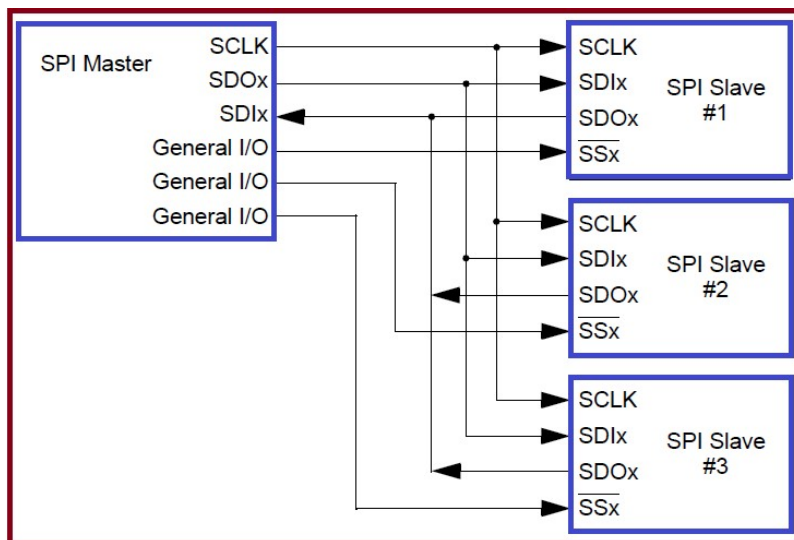 SPI Master
SCLK
SDOx
SDIx
General I/O
General I/O
General I/O
SCLK
SDIx
SDOx
SSx
SPI Slave
#1
SCLK
SDIx
SDOx
SSx
SPI Slave
#2
SCLK
SDIx
SDOx
SSx
SPI Slave
#3